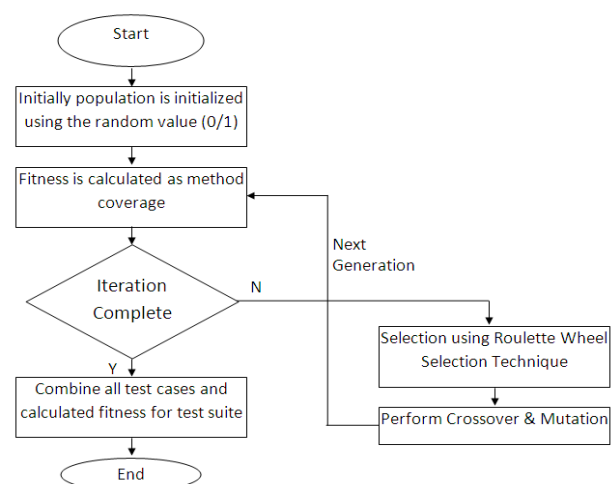 Start
Initially population is initialized
using the random value (0/1)
Fitness is calculated as method
coverage
Next
Generation
Iteration
Complete
N
Selection using Roulette Wheel
Selection Technique
Y
Combine all test cases and
calculated fitness for test suite
Perform Crossover & Mutation
End